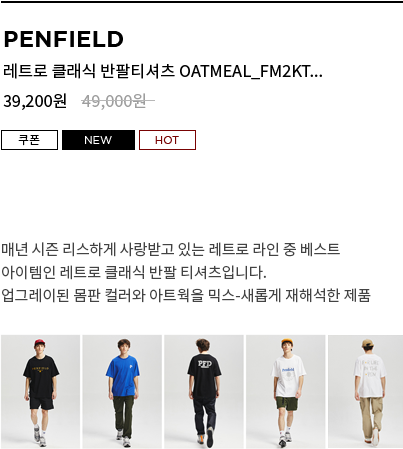 PENFIELD
레트로 클래식 반팔티셔츠 OATMEAL_FM2KT...
39,200원 49,000원
쿠폰 NEW HOT
매년 시즌 리스하게 사랑받고 있는 레트로 라인 중 베스트
아이템인 레트로 클래식 반팔 티셔츠입니다.
업그레이된 몸판 컬러와 아트웍을 믹스-새롭게 재해석한 제품